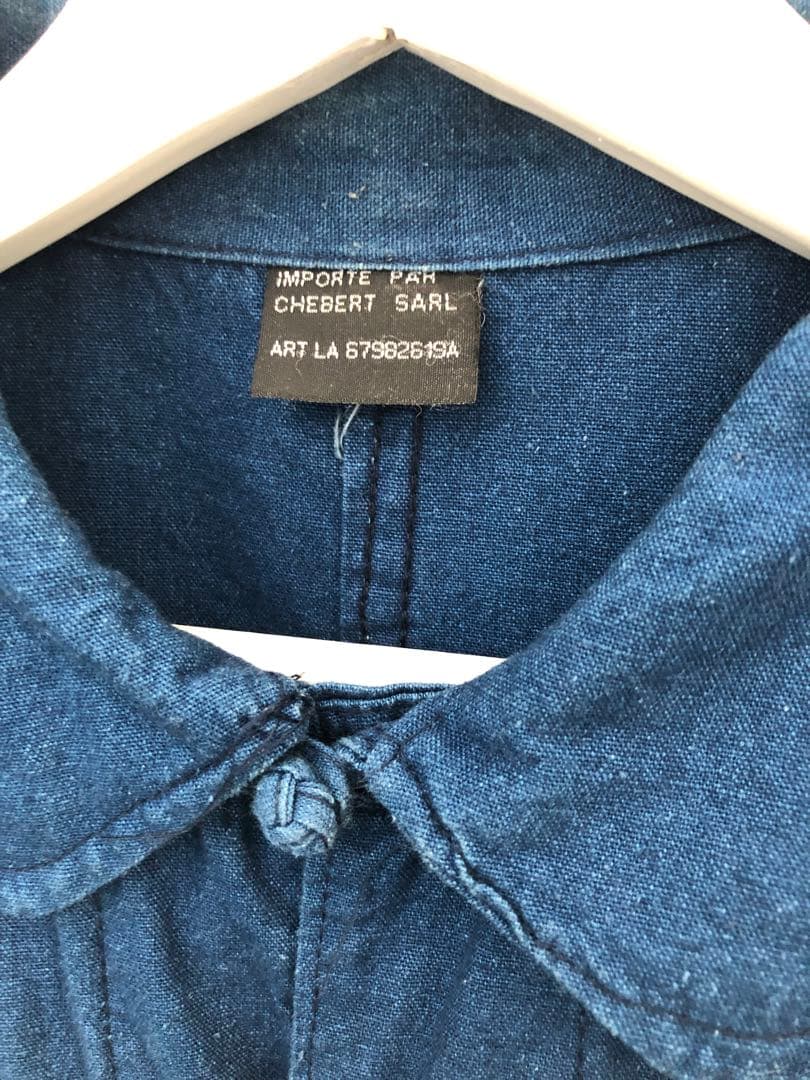 IMPORTE PAR
CHEBERT SARL
ART LA 67982619A